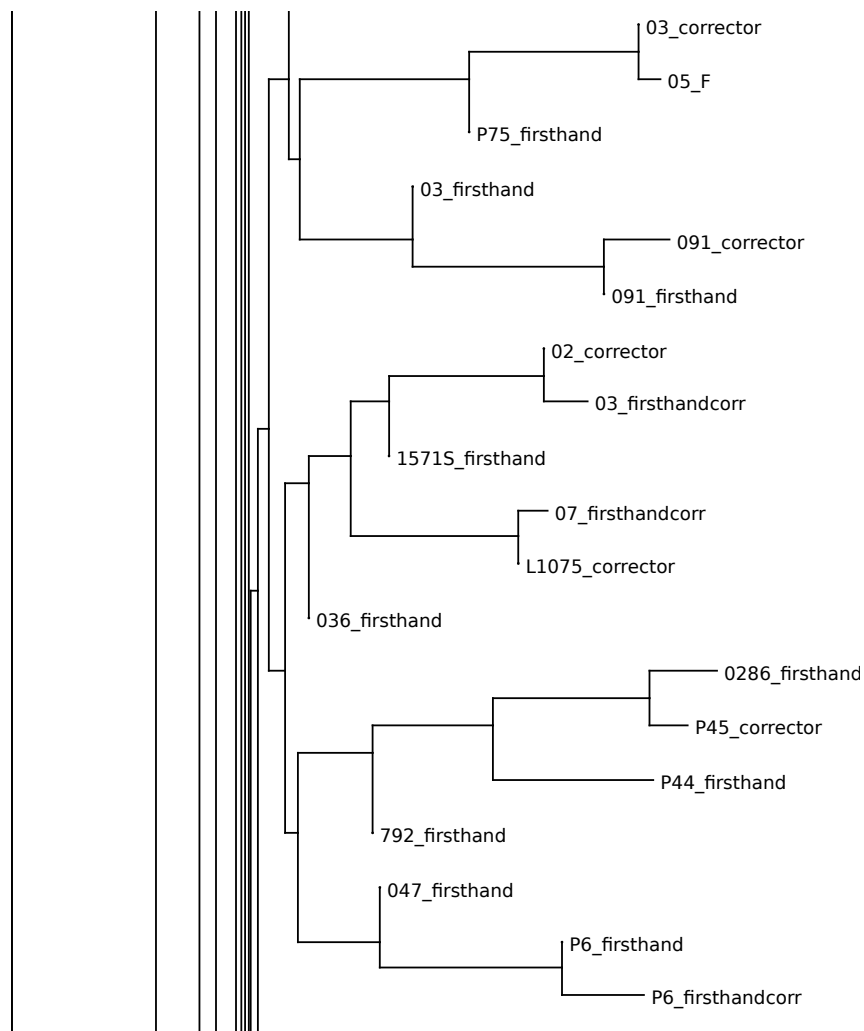 03_corrector
05_F
P75_firsthand
03_firsthand
091_corrector
091_firsthand
02_corrector
03_firsthandcorr
1571S_firsthand
07_firsthandcorr
L1075_corrector
036_firsthand
0286_firsthand
P45_corrector
P44_firsthand
792_firsthand
047_firsthand
P6_firsthand
P6_firsthandcorr